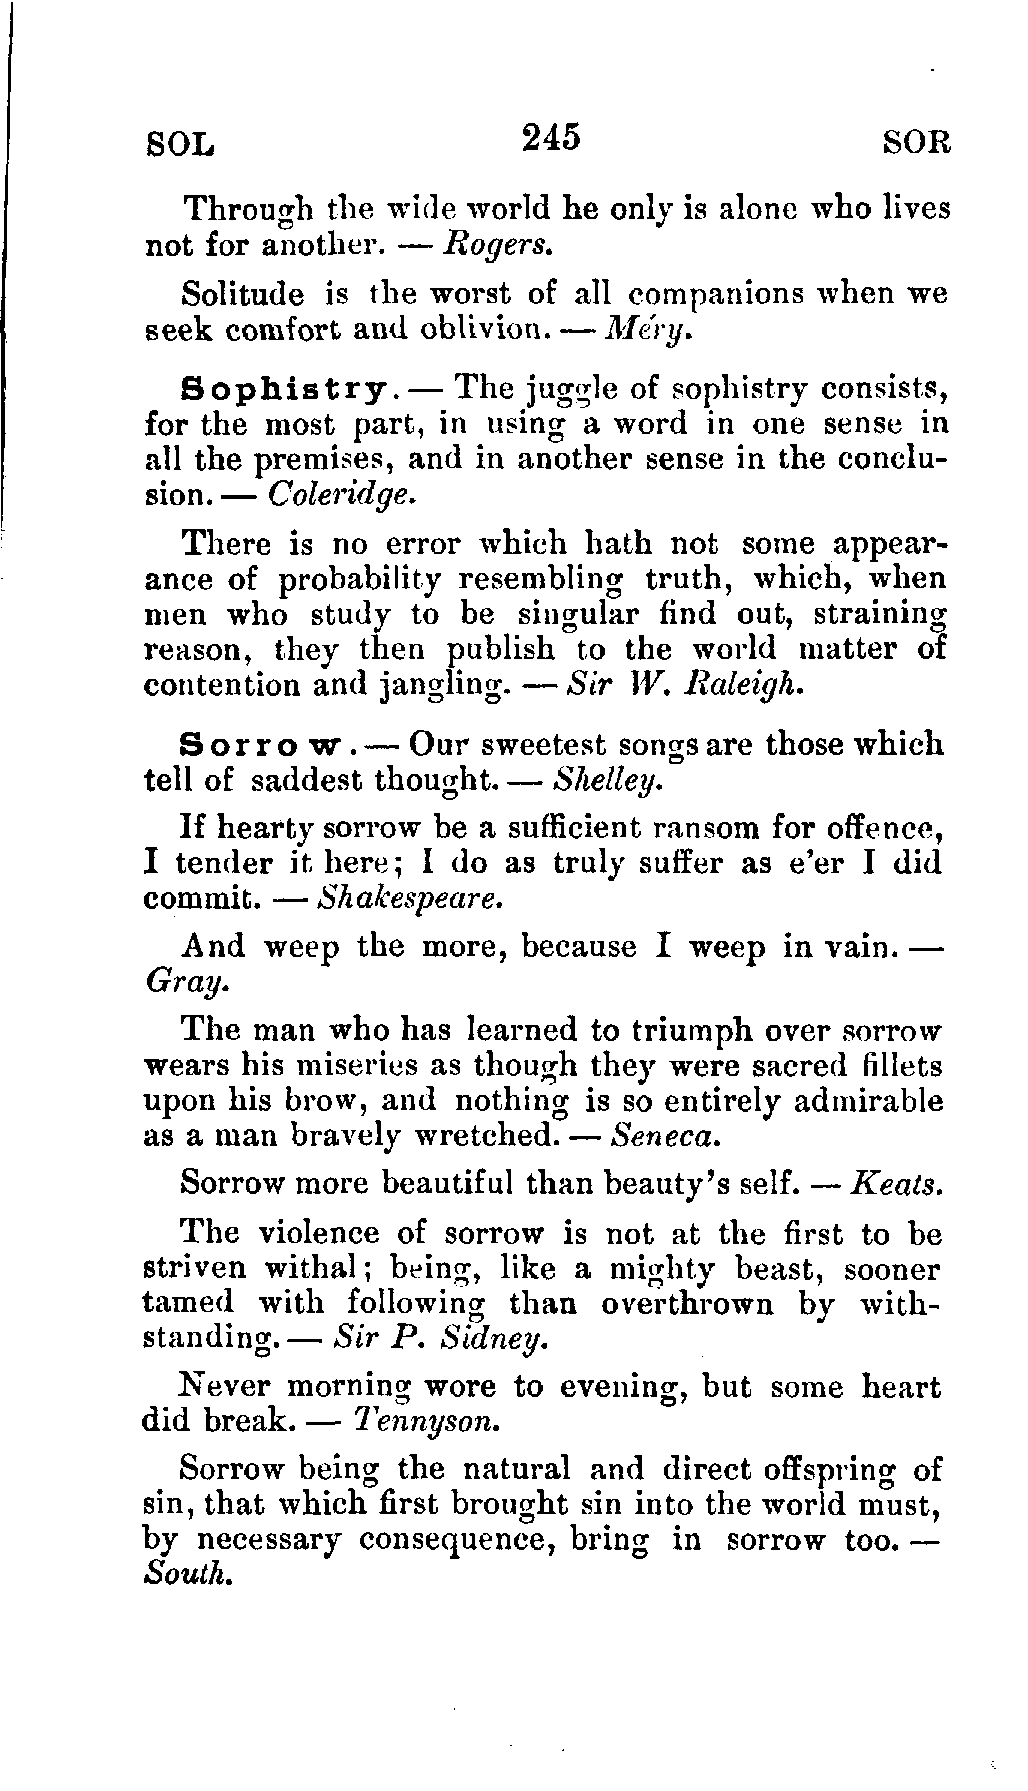 SOL 245 SOR
Through the wide world he only is alone who lives
not for another. — Rogers.
Solitude is the worst of all companions when we
seek comfort and oblivion. — Méry.
Sophistry. — The juggle of sophistry consists,
for the most part, in using a word in one sense in
all the premises, and in another sense in the conclu-
sion. — Coleridge.
There is no error which hath not some appear-
ance of probability resembling truth, which, when
men who study to be singular find out, straining
reason, they then publish to the world matter of
contention and jangling. — Sir W. Raleigh.
Sorrow. — Our sweetest songs are those which
tell of saddest thought. — Shelley.
If hearty sorrow be a sufficient ransom for offence,
I tender it here; I do as truly suffer as e'er I did
commit. — Shakespeare.
And weep the more, because I weep in vain. —
Gray.
The man who has learned to triumph over sorrow
wears his miseries as though they were sacred fillets
upon his brow, and nothing is so entirely admirable
as a man bravely wretched. — Seneca.
Sorrow more beautiful than beauty's self. — Keats.
The violence of sorrow is not at the first to be
striven withal; being, like a mighty beast, sooner
tamed with following than overthrown by with-
standing. — Sir P. Sidney.
Never morning wore to evening, but some heart
did break. — Tennyson.
Sorrow being the natural and direct offspring of
sin, that which first brought sin into the world must,
by necessary consequence, bring in sorrow too. —
South.